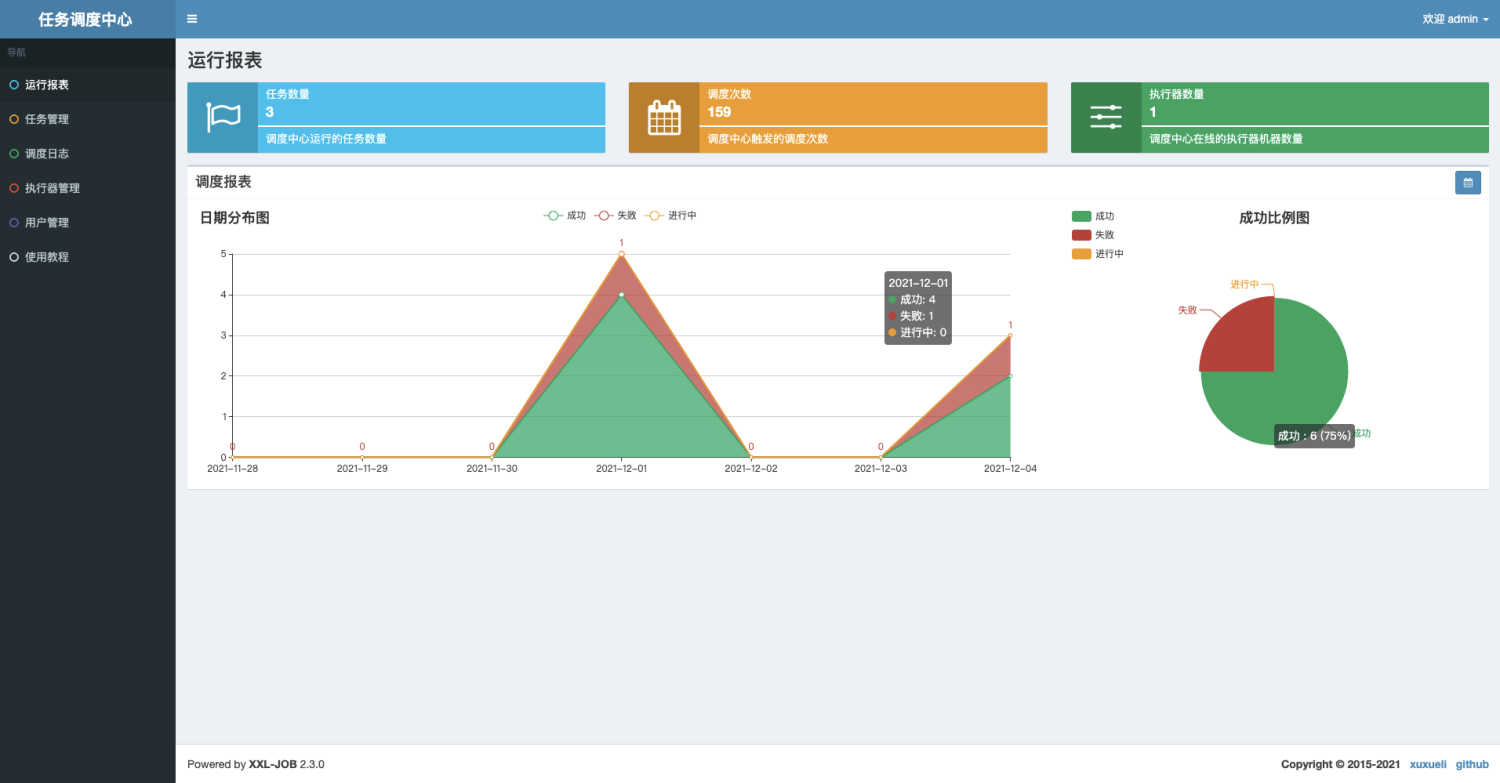 任务调度中心
欢迎 admin
导航
运行报表
任务管理
调度日志
执行器管理
用户管理
使用教程
运行报表
任务数量
3
调度中心运行的任务数量
调度次数
159
调度中心触发的调度次数
执行器数量
1
调度中心在线的执行器机器数量
调度报表
日期分布图
成功 失败 进行中
5
4
3
2
1
0
1
1
0 0 0 0 0
2021-11-28 2021-11-29 2021-11-30 2021-12-01 2021-12-02 2021-12-03 2021-12-04
2021-12-01
成功: 4
失败: 1
进行中: 0
成功
失败
进行中
成功比例图
进行中
失败
成功
成功 : 6 (75%)
Powered by XXL-JOB 2.3.0
Copyright © 2015-2021 xuxueli github